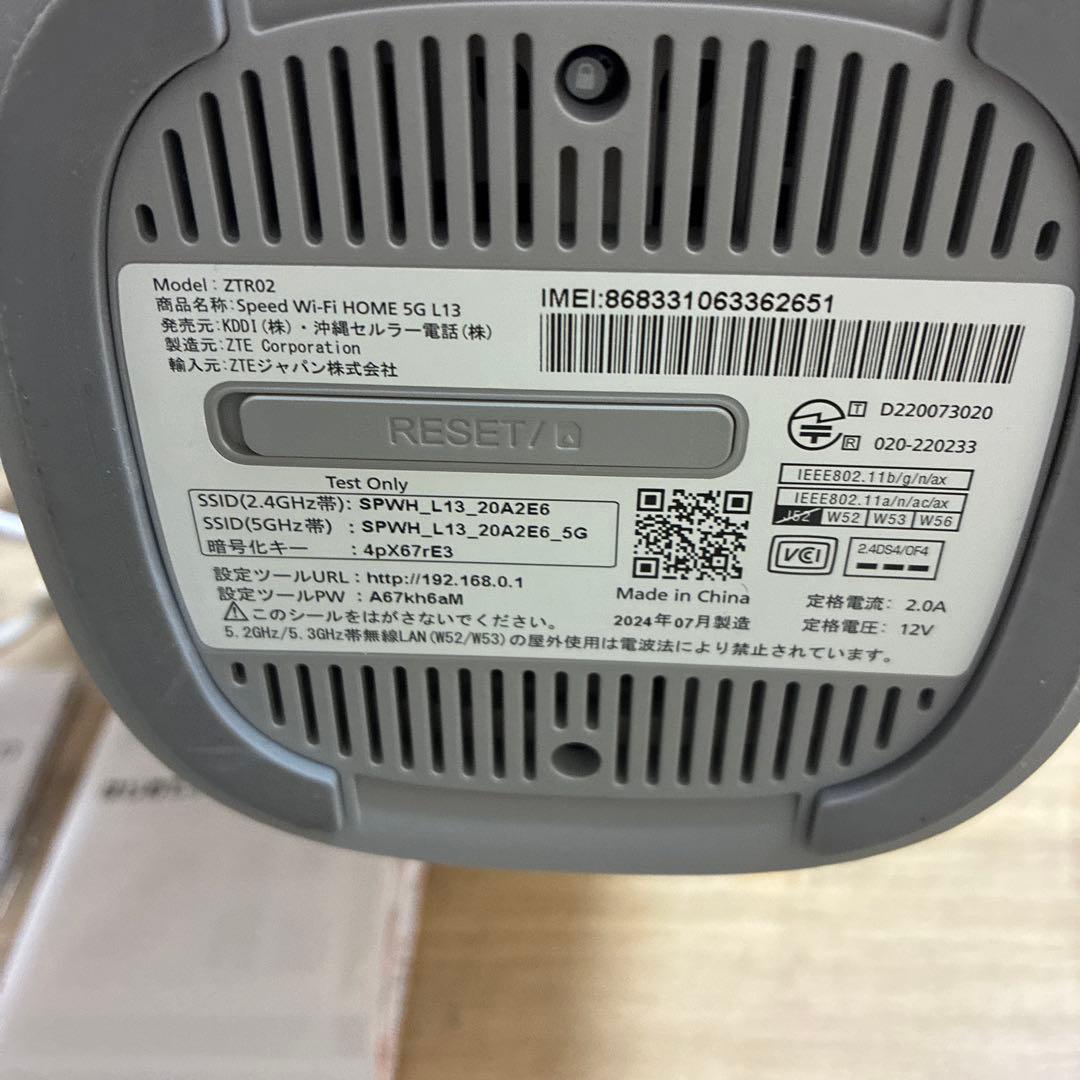 Model : ZTR02
商品名称:Speed Wi-Fi HOME 5G L13
発売元:KDDI(株)・沖縄セルラー電話(株)
製造元:ZTE Corporation
輸入元:ZTEジャパン株式会社
IMEI:868331063362651
RESET/
T D220073020
R 020-220233
IEEE802.11b/g/n/ax
IEEE802.11a/n/ac/ax
J52 W52 W53 W56
VCCI
2.4DS4/OF4
Test Only
SSID(2.4GHz帯): SPWH_L13_20A2E6
SSID(5GHz帯) : SPWH_L13_20A2E6_5G
暗号化キー : 4pX67rE3
設定ツールURL : http://192.168.0.1
設定ツールPW : A67kh6aM
⚠このシールをはがさないでください。
5.2GHz/5.3GHz帯無線LAN(W52/W53)の屋外使用は電波法により禁止されています。
Made in China
2024年07月製造
定格電流: 2.0A
定格電圧: 12V